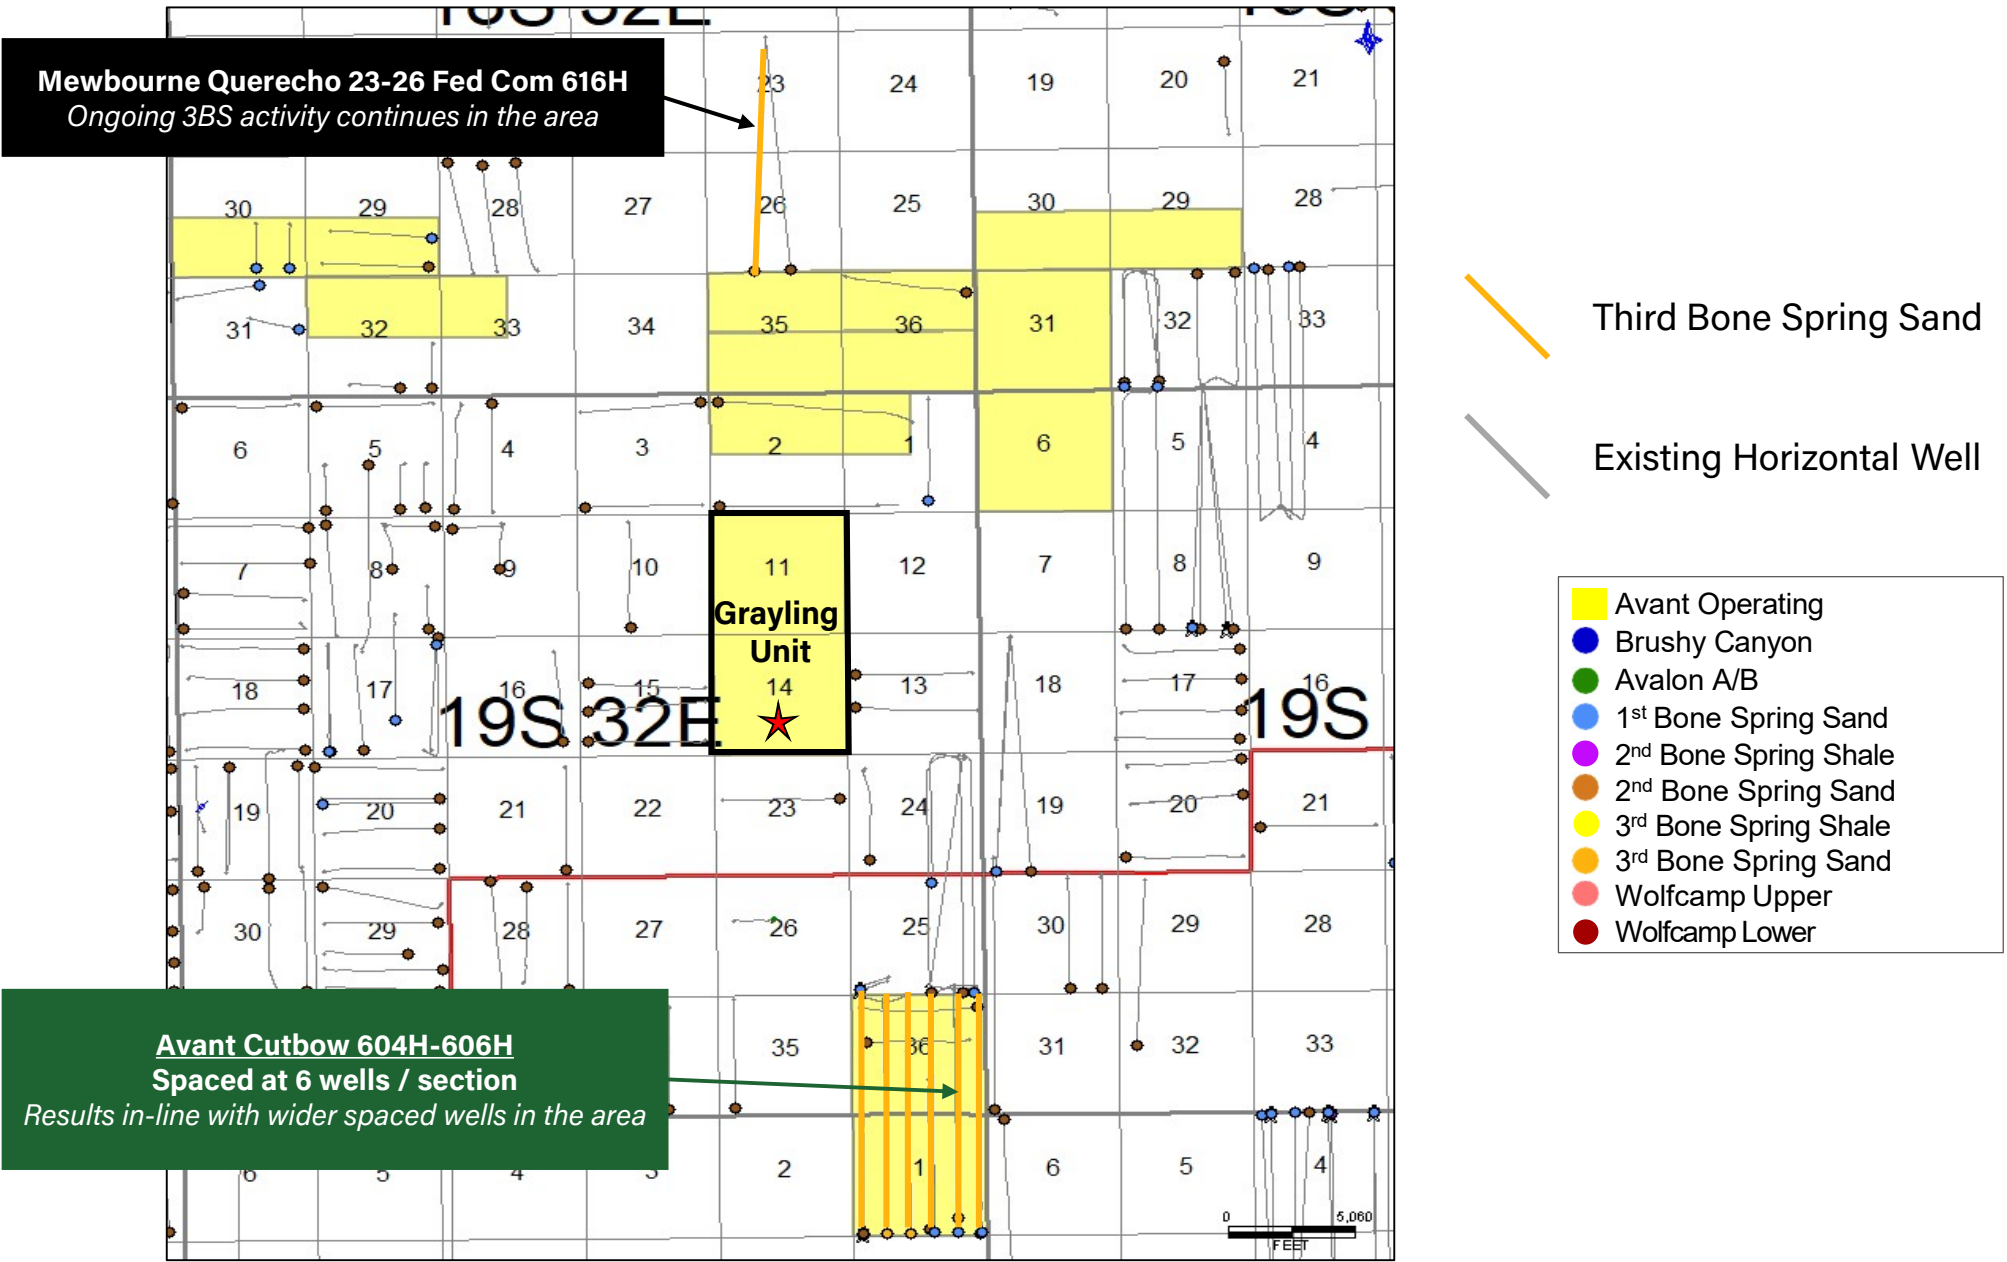 18S 32E
Mewbourne Querecho 23-26 Fed Com 616H
Ongoing 3BS activity continues in the area
23 24 19 20 21
30 29 28 27 26 25 30 29 28
31 32 33 34 35 36 31 32 33
6 5 4 3 2 1 6 5 4
7 8 9 10 11 12 7 8 9
Grayling
Unit
18 17 16 15 14 13 18 17 16
19S 32E
19S
19 20 21 22 23 24 19 20 21
30 29 28 27 26 25 30 29 28
Avant Cutbow 604H-606H
Spaced at 6 wells / section
Results in-line with wider spaced wells in the area
35 36 31 32 33
6 5 4 3 2 1 6 5 4
0 5,060
FEET
Third Bone Spring Sand
Existing Horizontal Well
Avant Operating
Brushy Canyon
Avalon A/B
1st Bone Spring Sand
2nd Bone Spring Shale
2nd Bone Spring Sand
3rd Bone Spring Shale
3rd Bone Spring Sand
Wolfcamp Upper
Wolfcamp Lower